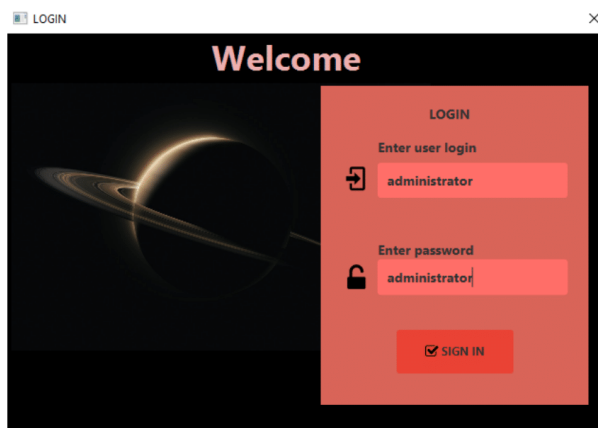 LOGIN
Welcome
LOGIN
Enter user login
administrator
Enter password
administrator
SIGN IN